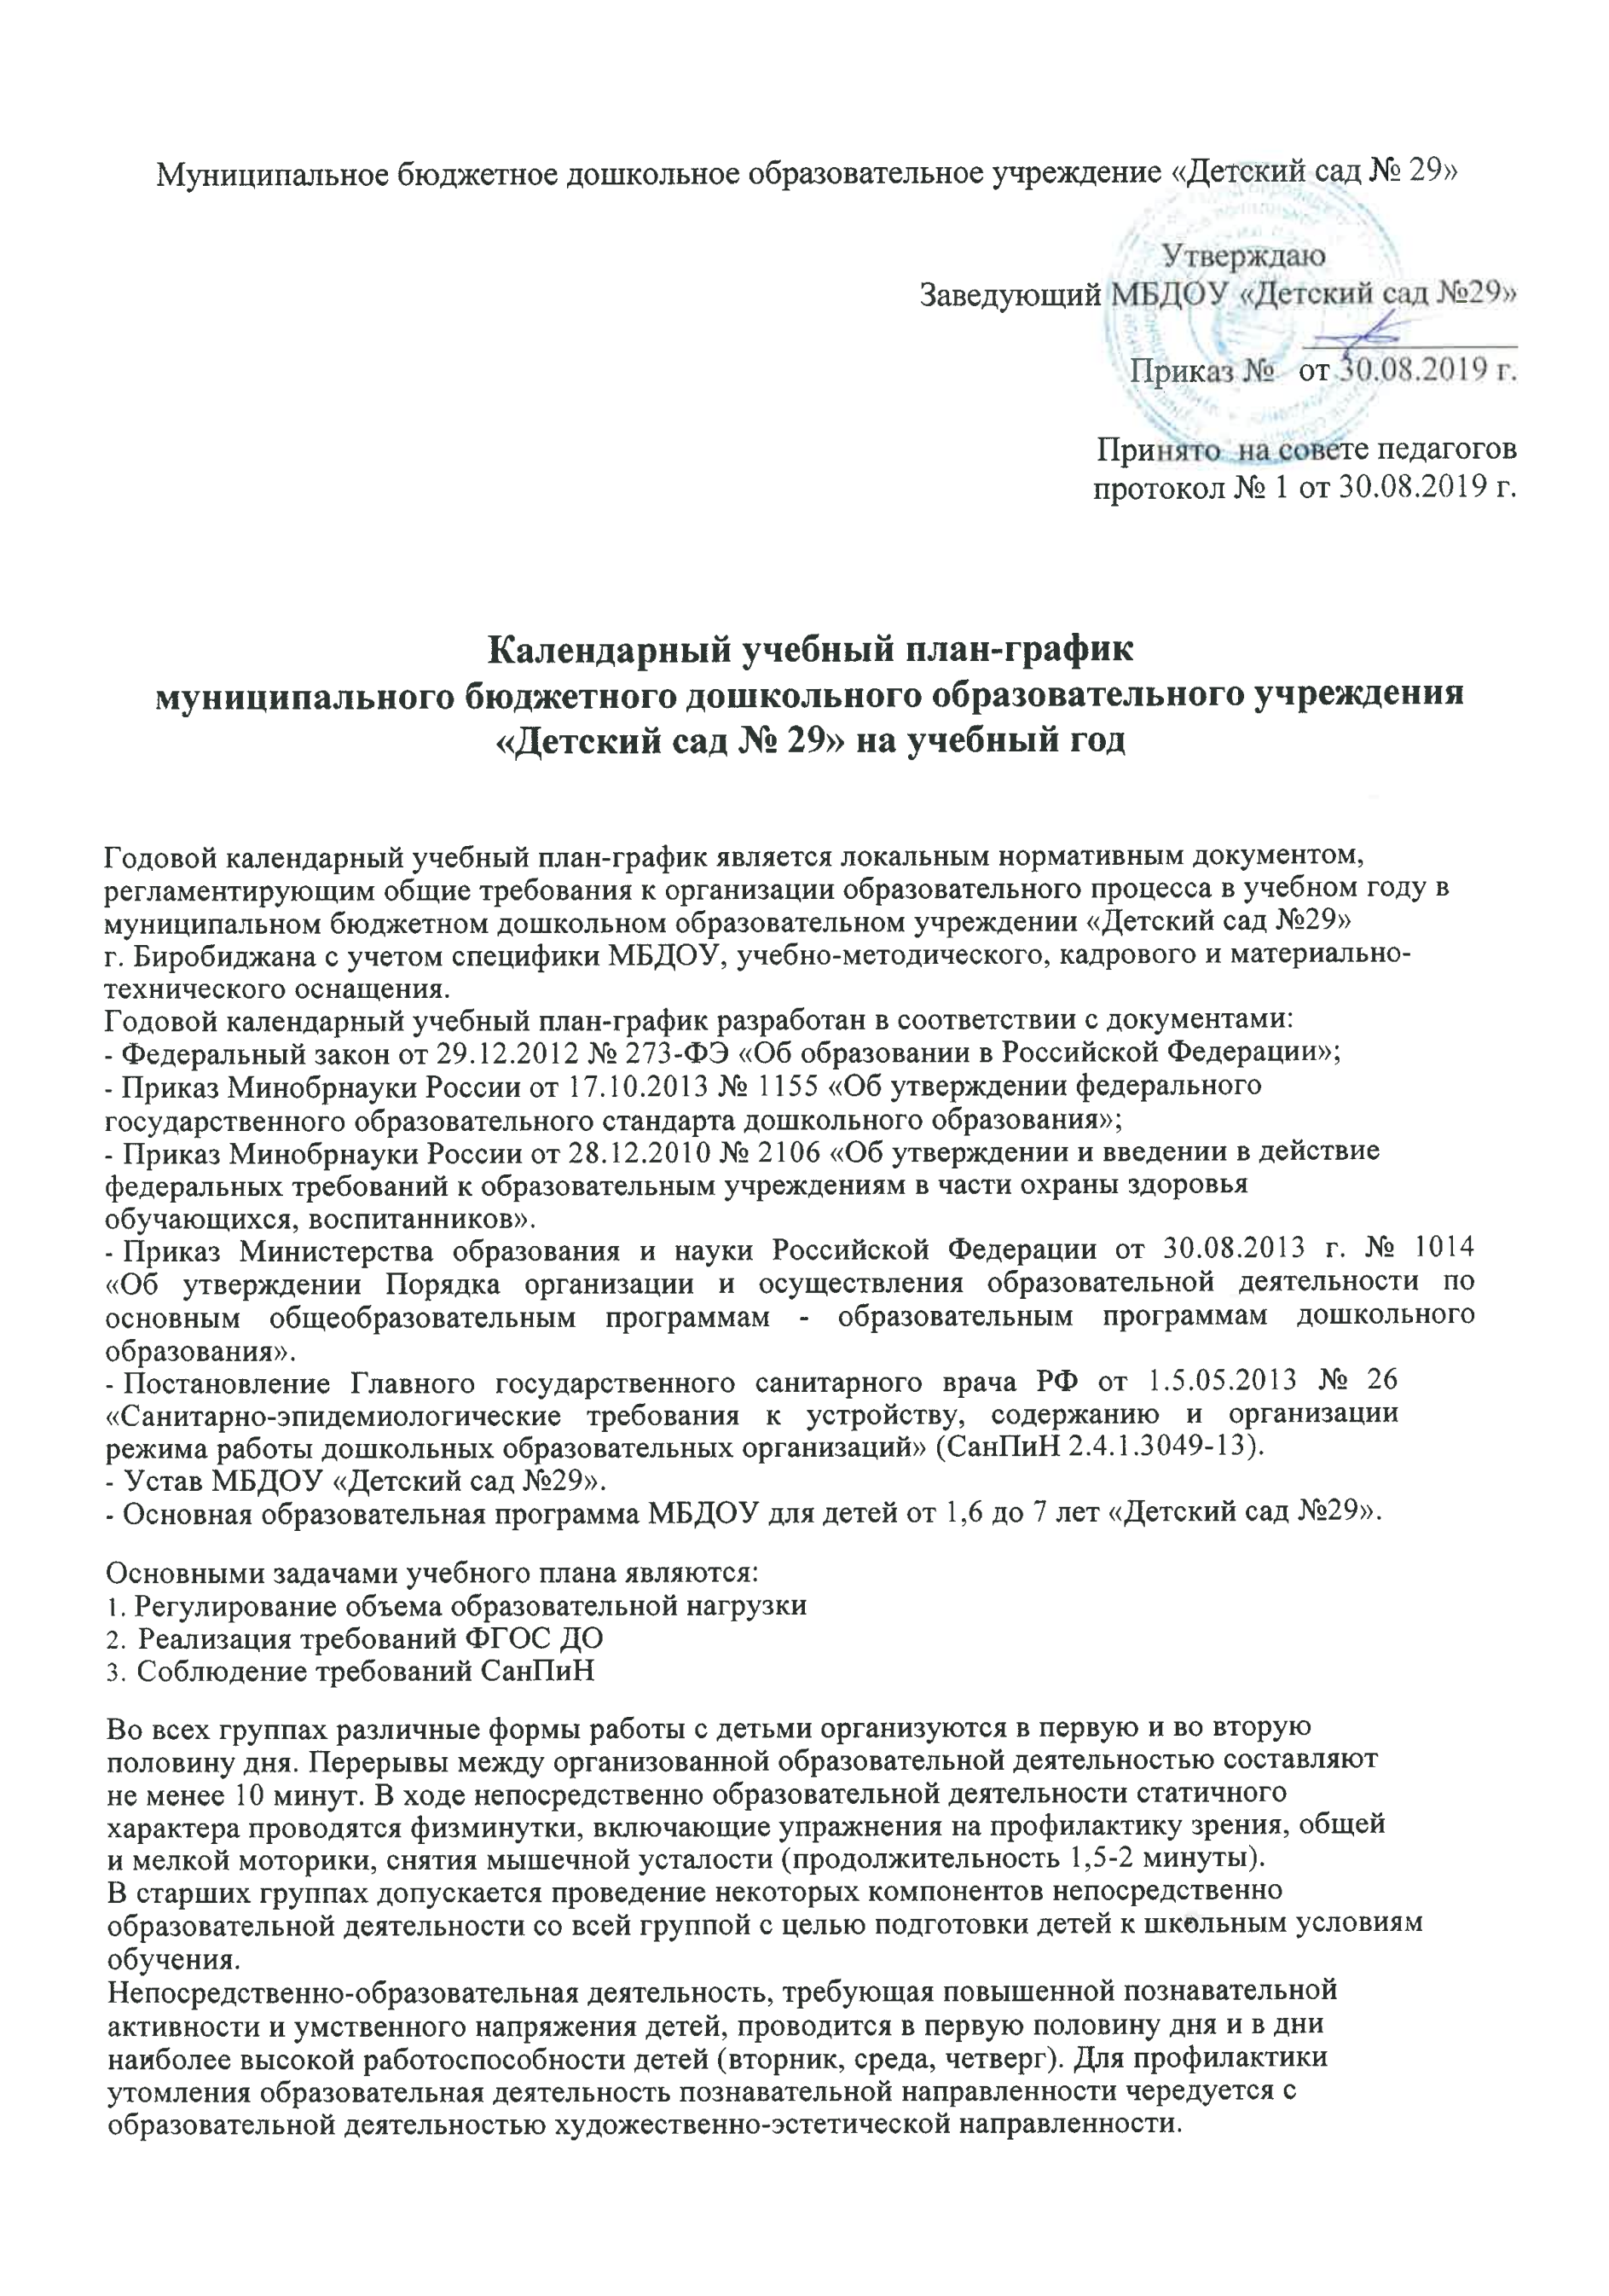 Муниципальное бюджетное дошкольное образовательное учреждение «Детский сад № 29»
Утверждаю
Заведующий МБДОУ «Детский сад №29»
Приказ № от 30.08.2019 г.
Принято на совете педагогов
протокол № 1 от 30.08.2019 г.
Календарный учебный план-график
муниципального бюджетного дошкольного образовательного учреждения
«Детский сад № 29» на учебный год
Годовой календарный учебный план-график является локальным нормативным документом,
регламентирующим общие требования к организации образовательного процесса в учебном году в
муниципальном бюджетном дошкольном образовательном учреждении «Детский сад №29»
г. Биробиджана с учетом специфики МБДОУ, учебно-методического, кадрового и материально-
технического оснащения.
Годовой календарный учебный план-график разработан в соответствии с документами:
- Федеральный закон от 29.12.2012 № 273-ФЭ «Об образовании в Российской Федерации»;
- Приказ Минобрнауки России от 17.10.2013 № 1155 «Об утверждении федерального
государственного образовательного стандарта дошкольного образования»;
- Приказ Минобрнауки России от 28.12.2010 № 2106 «Об утверждении и введении в действие
федеральных требований к образовательным учреждениям в части охраны здоровья
обучающихся, воспитанников».
- Приказ Министерства образования и науки Российской Федерации от 30.08.2013 г. № 1014
«Об утверждении Порядка организации и осуществления образовательной деятельности по
основным общеобразовательным программам - образовательным программам дошкольного
образования».
- Постановление Главного государственного санитарного врача РФ от 1.5.05.2013 № 26
«Санитарно-эпидемиологические требования к устройству, содержанию и организации
режима работы дошкольных образовательных организаций» (СанПиН 2.4.1.3049-13).
- Устав МБДОУ «Детский сад №29».
- Основная образовательная программа МБДОУ для детей от 1,6 до 7 лет «Детский сад №29».
Основными задачами учебного плана являются:
1. Регулирование объема образовательной нагрузки
2. Реализация требований ФГОС ДО
3. Соблюдение требований СанПиН
Во всех группах различные формы работы с детьми организуются в первую и во вторую
половину дня. Перерывы между организованной образовательной деятельностью составляют
не менее 10 минут. В ходе непосредственно образовательной деятельности статичного
характера проводятся физминутки, включающие упражнения на профилактику зрения, общей
и мелкой моторики, снятия мышечной усталости (продолжительность 1,5-2 минуты).
В старших группах допускается проведение некоторых компонентов непосредственно
образовательной деятельности со всей группой с целью подготовки детей к школьным условиям
обучения.
Непосредственно-образовательная деятельность, требующая повышенной познавательной
активности и умственного напряжения детей, проводится в первую половину дня и в дни
наиболее высокой работоспособности детей (вторник, среда, четверг). Для профилактики
утомления образовательная деятельность познавательной направленности чередуется с
образовательной деятельностью художественно-эстетической направленности.